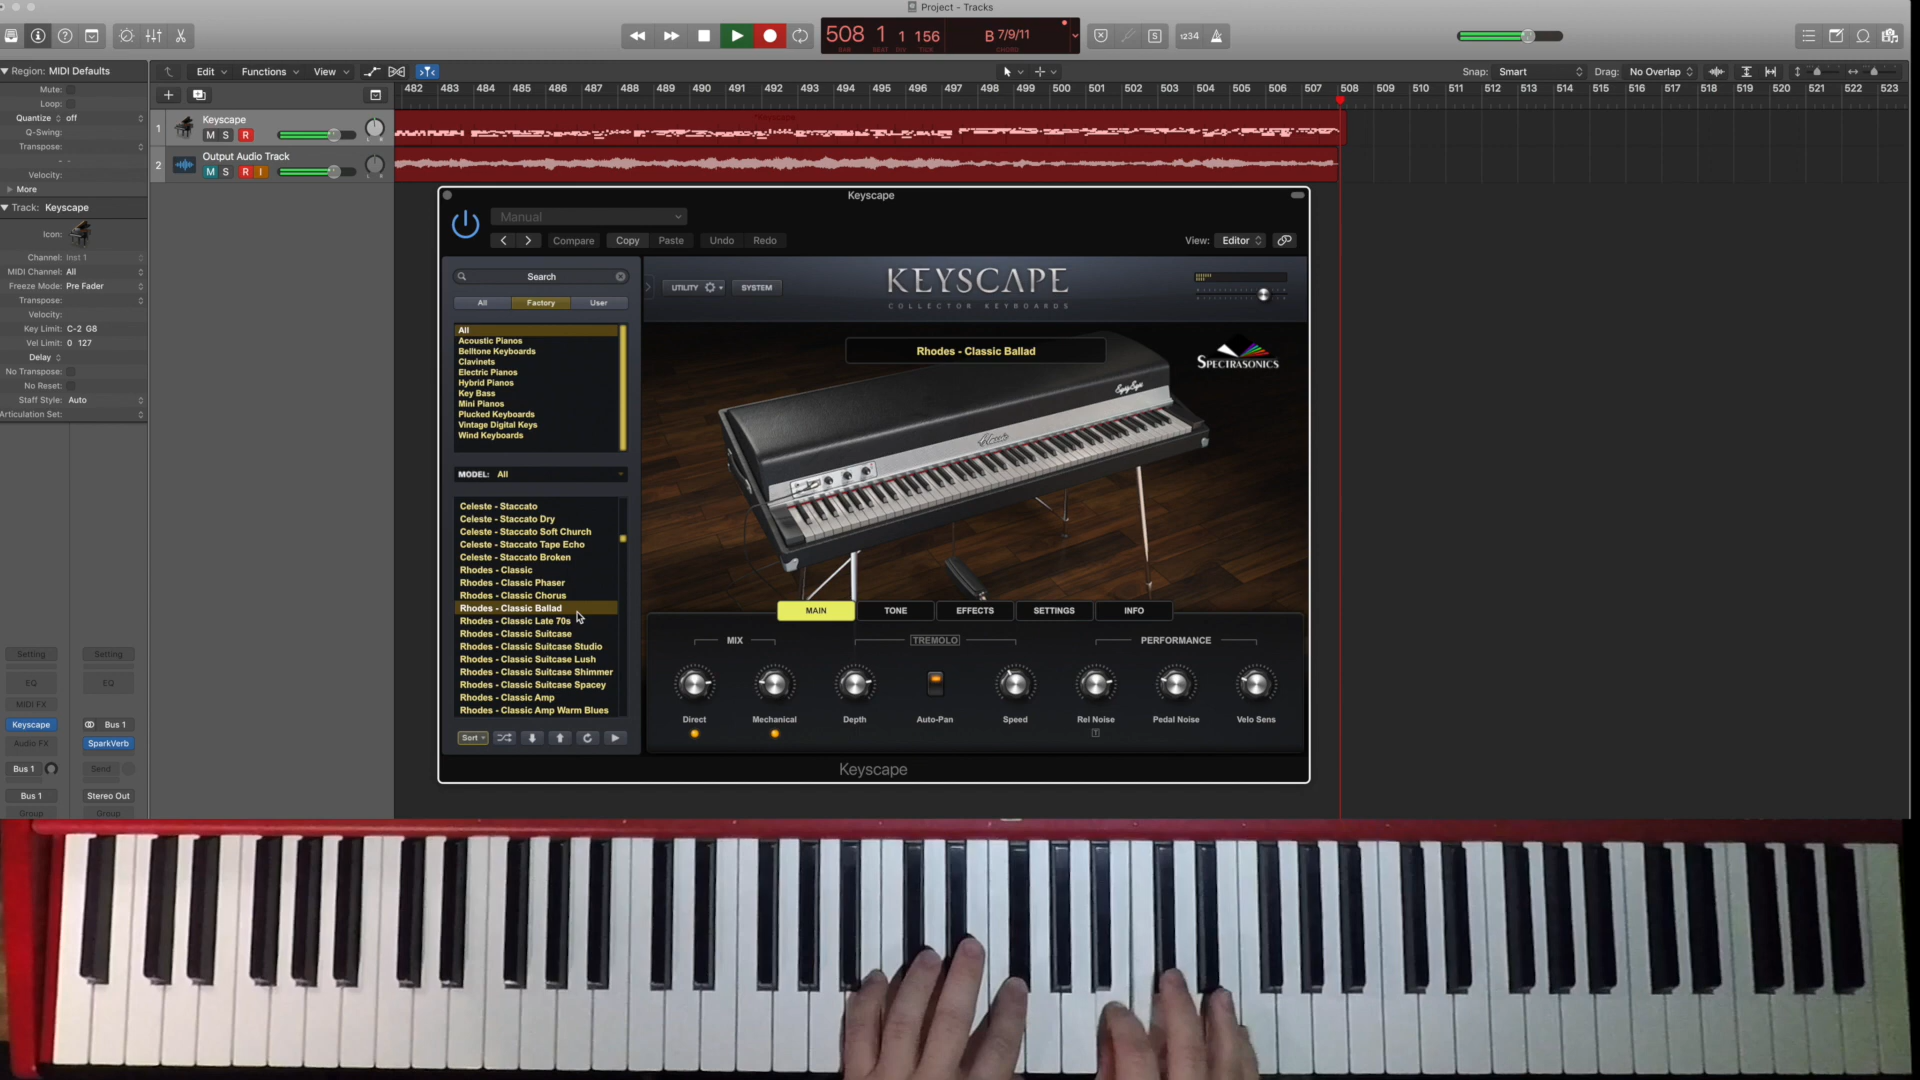 Project - Tracks
508 1 1 156
BAR BEAT DIV TICK
B 7/9/11
CHORD
1234
Region: MIDI Defaults
Edit Functions View
Snap: Smart Drag: No Overlap
Mute:
Loop:
Quantize off
Q-Swing:
Transpose:
Velocity:
More
Track: Keyscape
Icon:
Channel: Inst 1
MIDI Channel: All
Freeze Mode: Pre Fader
Transpose:
Velocity:
Key Limit: C-2 G8
Vel Limit: 0 127
Delay
No Transpose:
No Reset:
Staff Style: Auto
Articulation Set:
482 483 484 485 486 487 488 489 490 491 492 493 494 495 496 497 498 499 500 501 502 503 504 505 506 507 508 509 510 511 512 513 514 515 516 517 518 519 520 521 522 523
1 Keyscape
M S R
Keyscape
2 Output Audio Track
M S R I
Keyscape
Manual
Compare Copy Paste Undo Redo
View: Editor
Search
All Factory User
UTILITY SYSTEM
KEYSCAPE
COLLECTOR KEYBOARDS
All
Acoustic Pianos
Belltone Keyboards
Clavinets
Electric Pianos
Hybrid Pianos
Key Bass
Mini Pianos
Plucked Keyboards
Vintage Digital Keys
Wind Keyboards
Rhodes - Classic Ballad
SPECTRASONICS
Classic
MODEL: All
Celeste - Staccato
Celeste - Staccato Dry
Celeste - Staccato Soft Church
Celeste - Staccato Tape Echo
Celeste - Staccato Broken
Rhodes - Classic
Rhodes - Classic Phaser
Rhodes - Classic Chorus
Rhodes - Classic Ballad
Rhodes - Classic Late 70s
Rhodes - Classic Suitcase
Rhodes - Classic Suitcase Studio
Rhodes - Classic Suitcase Lush
Rhodes - Classic Suitcase Shimmer
Rhodes - Classic Suitcase Spacey
Rhodes - Classic Amp
Rhodes - Classic Amp Warm Blues
Sort
MAIN TONE EFFECTS SETTINGS INFO
MIX TREMOLO PERFORMANCE
Direct Mechanical Depth Auto-Pan Speed Rel Noise Pedal Noise Velo Sens
Keyscape
Setting Setting
EQ EQ
MIDI FX
Keyscape Bus 1
Audio FX SparkVerb
Bus 1 Send
Bus 1 Stereo Out
Group Group